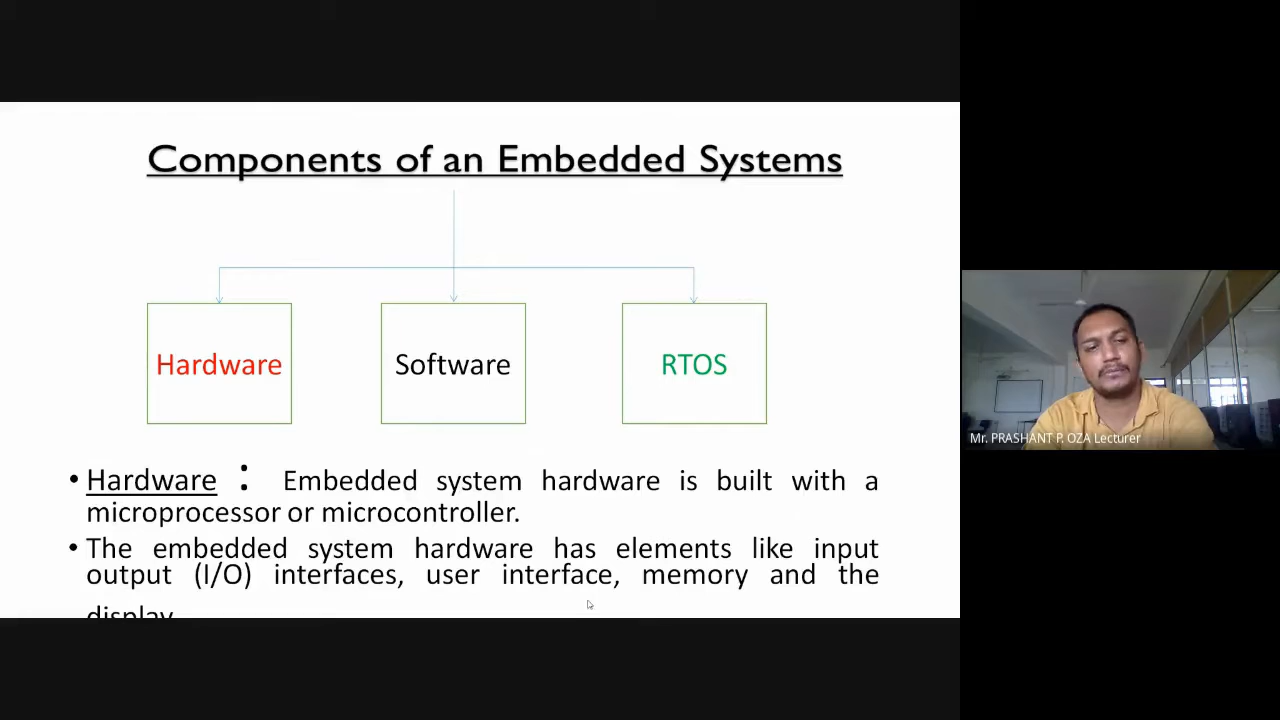 Components of an Embedded Systems
Hardware
Software
RTOS
• Hardware : Embedded system hardware is built with a
microprocessor or microcontroller.
• The embedded system hardware has elements like input
output (I/O) interfaces, user interface, memory and the
display
Mr. PRASHANT P. OZA Lecturer